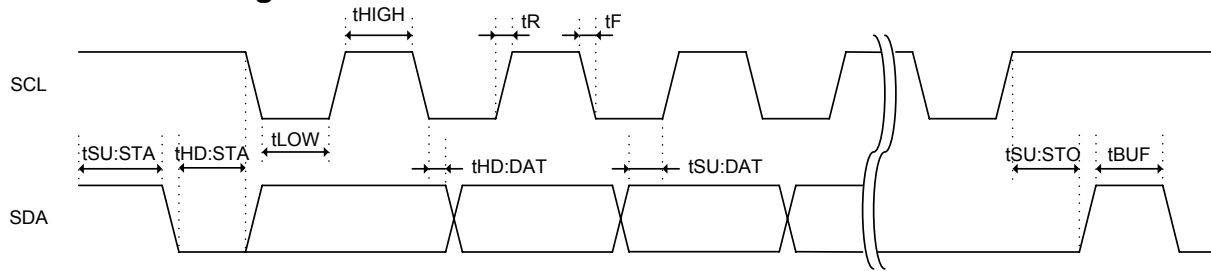 tHIGH
tR
tF
SCL
tLOW
tSU:STA
tHD:STA
tHD:DAT
tSU:DAT
tSU:STO
tBUF
SDA